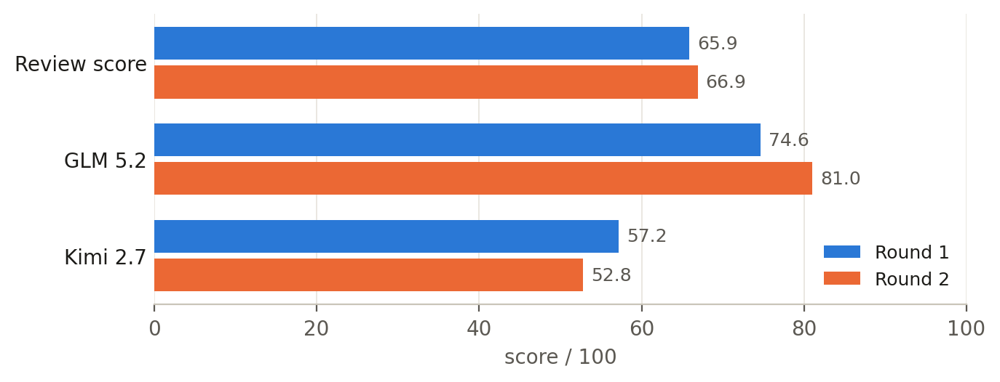 Review score
65.9
66.9
GLM 5.2
74.6
81.0
Kimi 2.7
57.2
52.8
Round 1
Round 2
0 20 40 60 80 100
score / 100